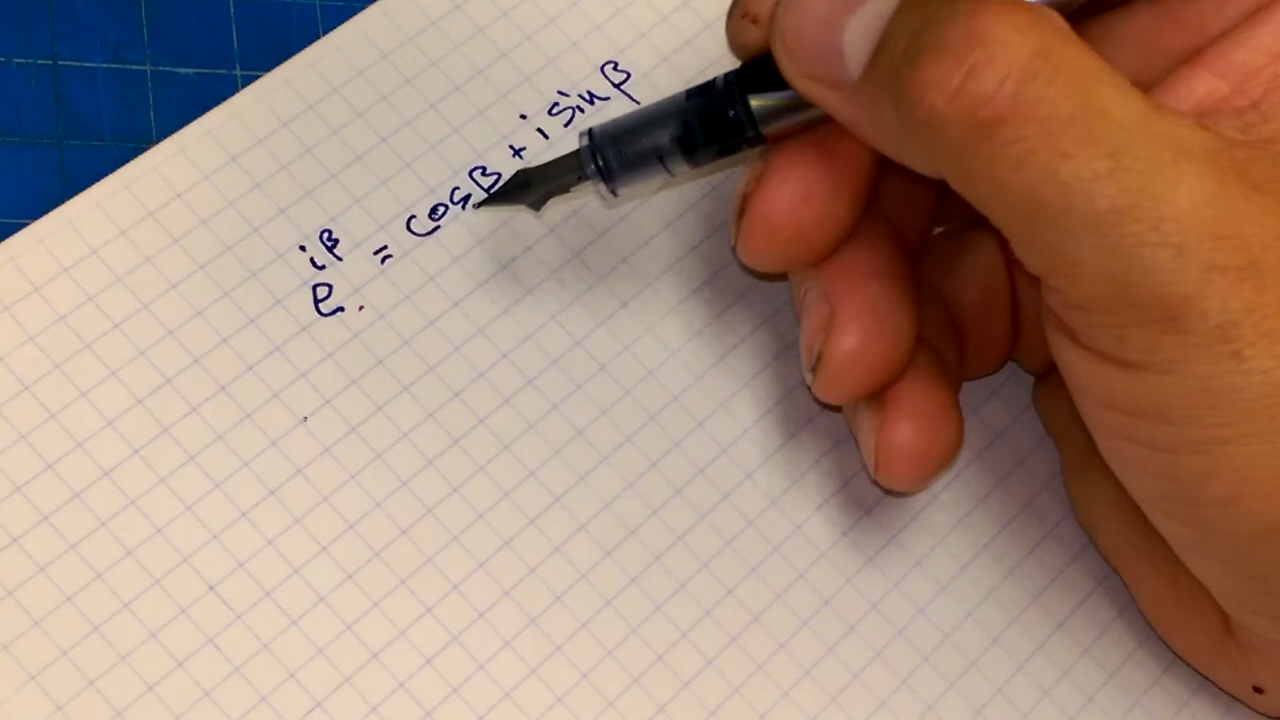 e^{iβ} = cosβ + i sinβ